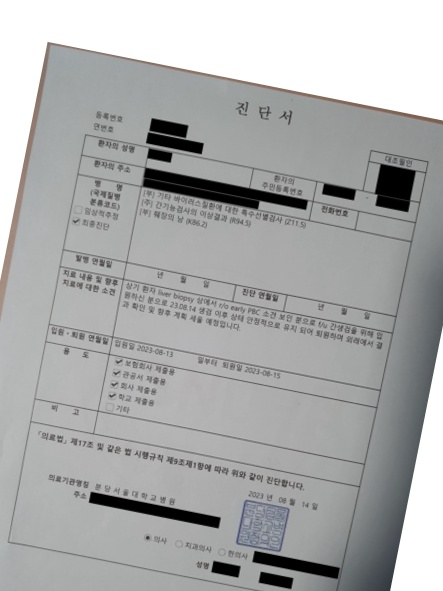 진 단 서
등록번호
연번호
대조필인
환자의 성명
환자의 주소
환자의
주민등록번호
-
전화번호
병 명
(국제질병
분류코드)
임상적추정
최종진단
(부) 기타 바이러스질환에 대한 특수선별검사 (Z11.5)
(주) 간기능검사의 이상결과 (R94.5)
(부) 췌장의 낭 (K86.2)
발병 연월일
년 월 일
진단 연월일
년 월 일
치료 내용 및 향후
치료에 대한 소견
상기 환자 liver biopsy 상에서 r/o early PBC 소견 보인 분으로 f/u 간생검을 위해 입
원하신 분으로 23.08.14 생검 이후 상태 안정적으로 유지 되어 퇴원하며 외래에서 결
과 확인 및 향후 계획 세울 예정입니다.
입원·퇴원 연월일
입원일 2023-08-13 일부터 퇴원일 2023-08-15
용 도
보험회사 제출용
관공서 제출용
회사 제출용
학교 제출용
기타
비 고
「의료법」 제17조 및 같은 법 시행규칙 제9조제1항에 따라 위와 같이 진단합니다.
2023 년 08 월 14 일
의료기관명칭 분당서울대학교병원
주소
의사 치과의사 한의사
성명